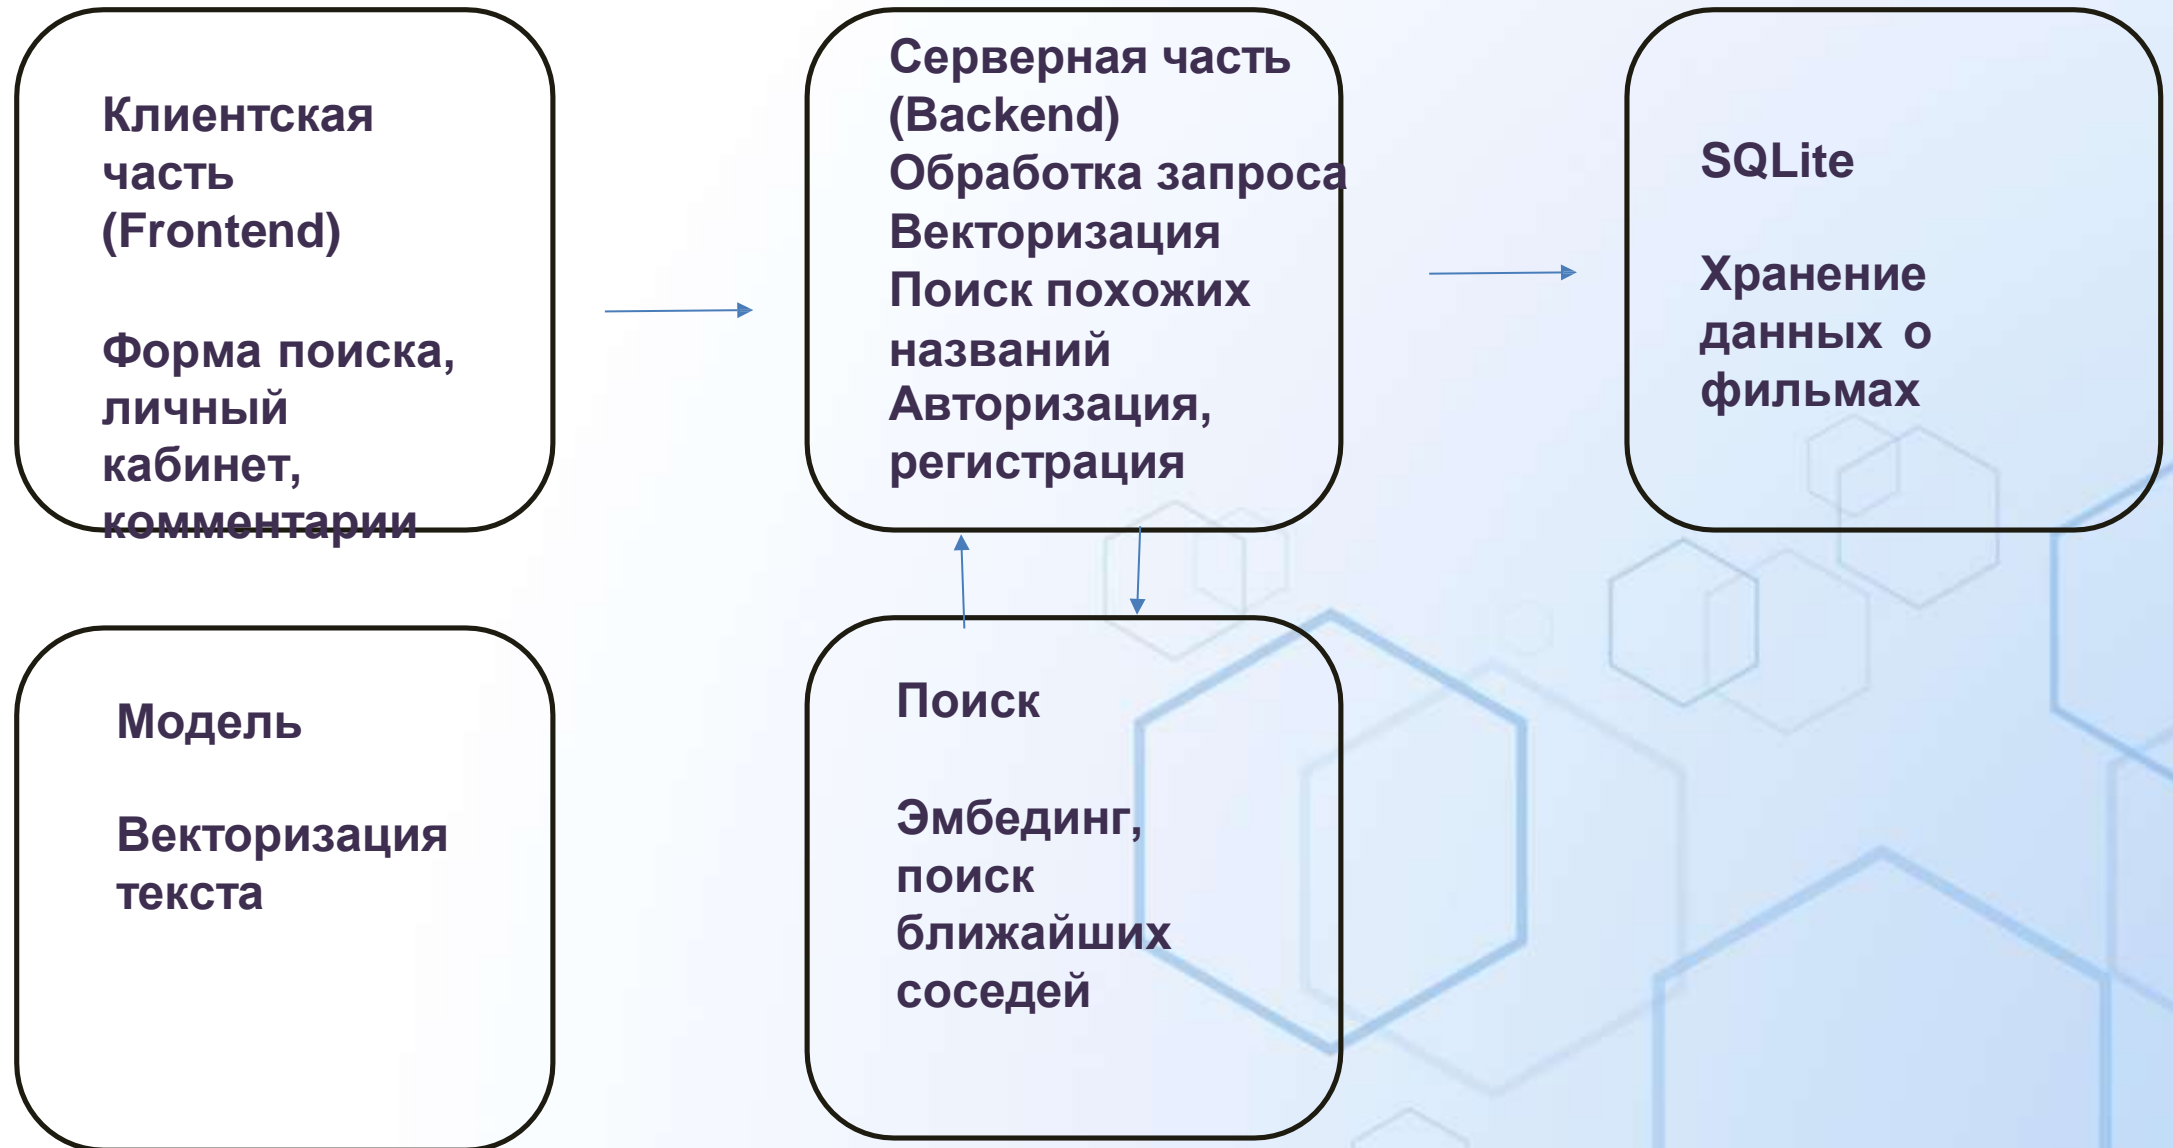 Клиентская
часть
(Frontend)
Форма поиска,
личный
кабинет,
комментарии
Серверная часть
(Backend)
Обработка запроса
Векторизация
Поиск похожих
названий
Авторизация,
регистрация
SQLite
Хранение
данных о
фильмах
Модель
Векторизация
текста
Поиск
Эмбединг,
поиск
ближайших
соседей